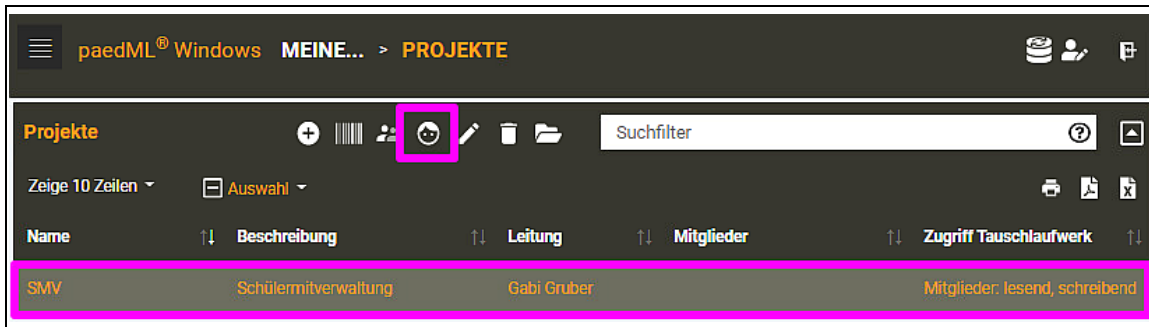 paedML® Windows MEINE... > PROJEKTE
Projekte Suchfilter
Zeige 10 Zeilen Auswahl
Name Beschreibung Leitung Mitglieder Zugriff Tauschlaufwerk
SMV Schülermitverwaltung Gabi Gruber Mitglieder: lesend, schreibend